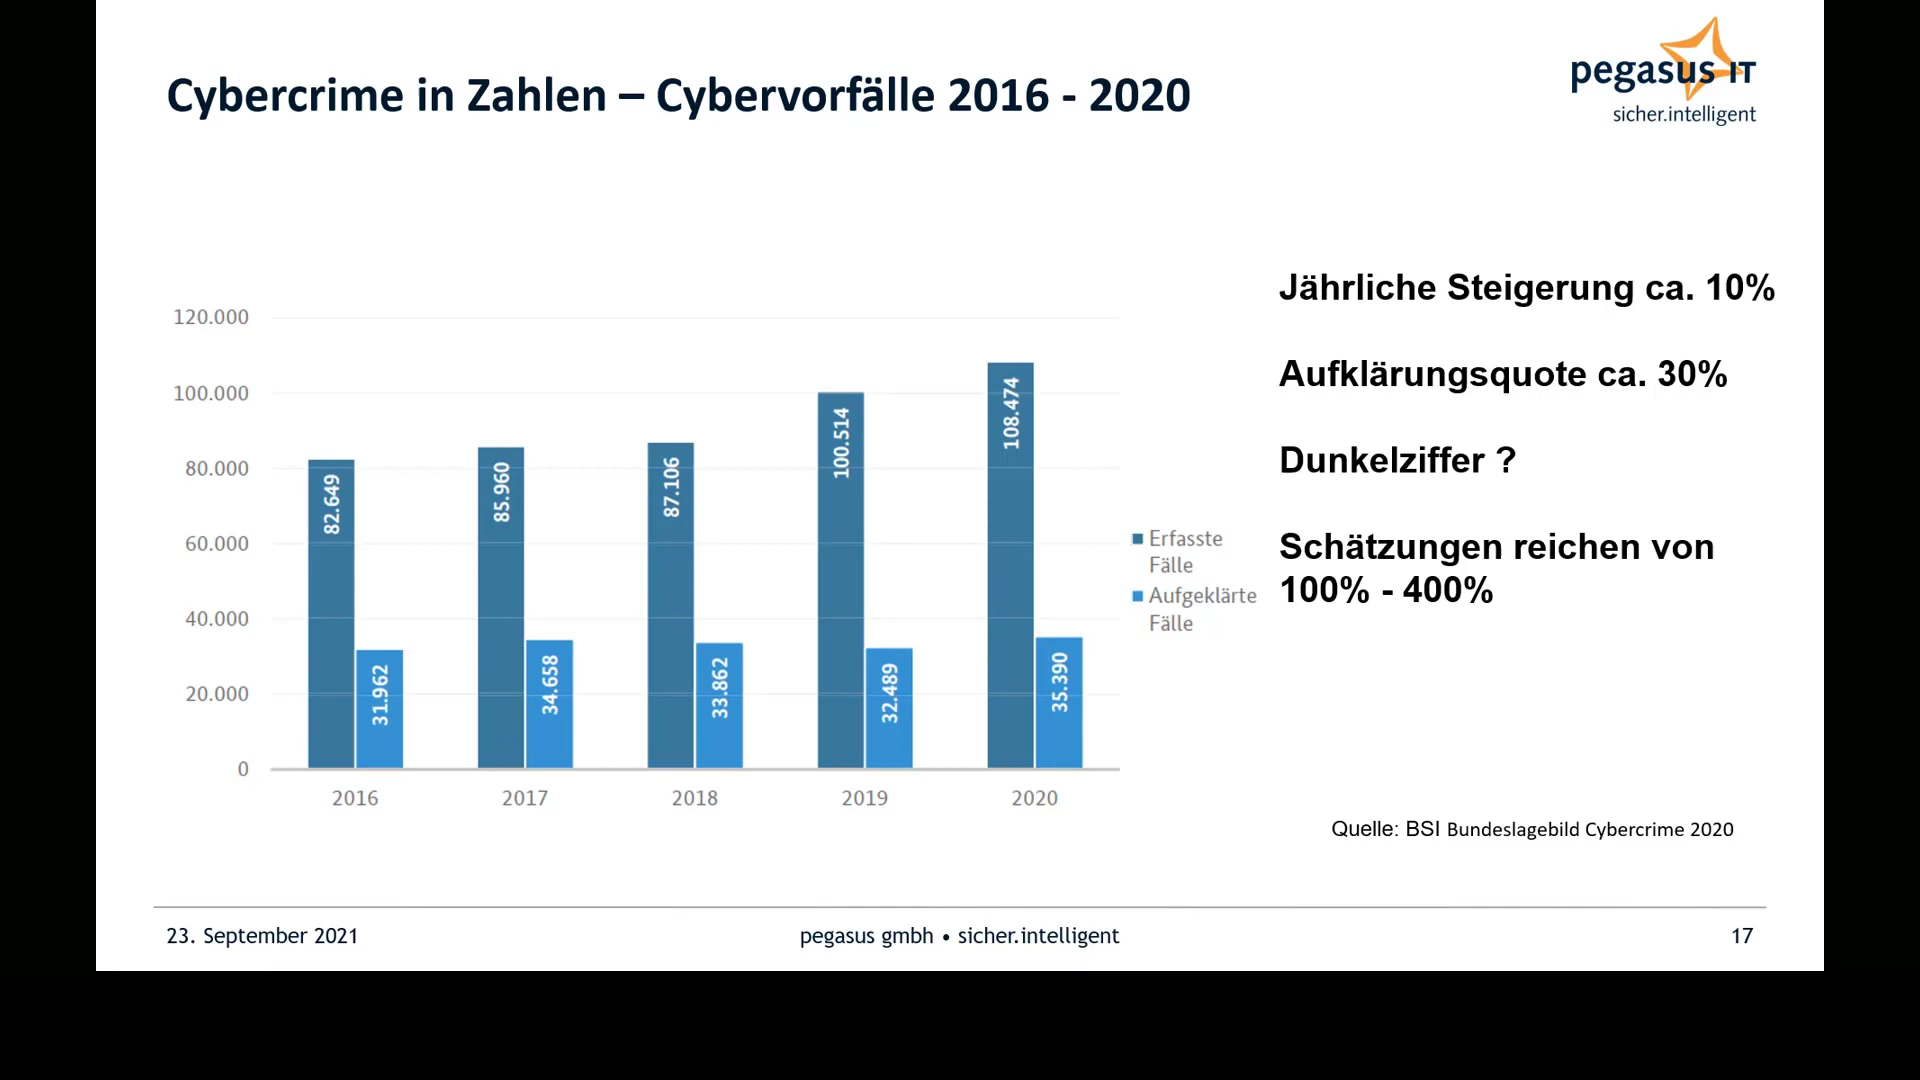 Cybercrime in Zahlen – Cybervorfälle 2016 - 2020
pegasus IT
sicher.intelligent
120.000
100.000
80.000
60.000
40.000
20.000
0
82.649
31.962
85.960
34.658
87.106
33.862
100.514
32.489
108.474
35.390
2016
2017
2018
2019
2020
Erfasste
Fälle
Aufgeklärte
Fälle
Jährliche Steigerung ca. 10%
Aufklärungsquote ca. 30%
Dunkelziffer ?
Schätzungen reichen von
100% - 400%
Quelle: BSI Bundeslagebild Cybercrime 2020
23. September 2021
pegasus gmbh • sicher.intelligent
17